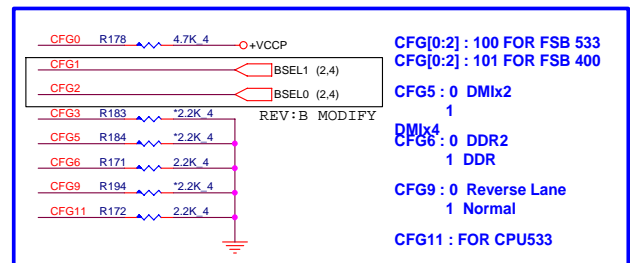 CFG0 R178 4.7K_4 +VCCP
CFG1 BSEL1 (2,4)
CFG2 BSEL0 (2,4)
CFG3 R183 *2.2K_4 REV:B MODIFY
CFG5 R184 *2.2K_4
CFG6 R171 2.2K_4
CFG9 R194 *2.2K_4
CFG11 R172 2.2K_4
CFG[0:2] : 100 FOR FSB 533
CFG[0:2] : 101 FOR FSB 400
CFG5 : 0 DMIx2
1
DMIx4
CFG6 : 0 DDR2
1 DDR
CFG9 : 0 Reverse Lane
1 Normal
CFG11 : FOR CPU533